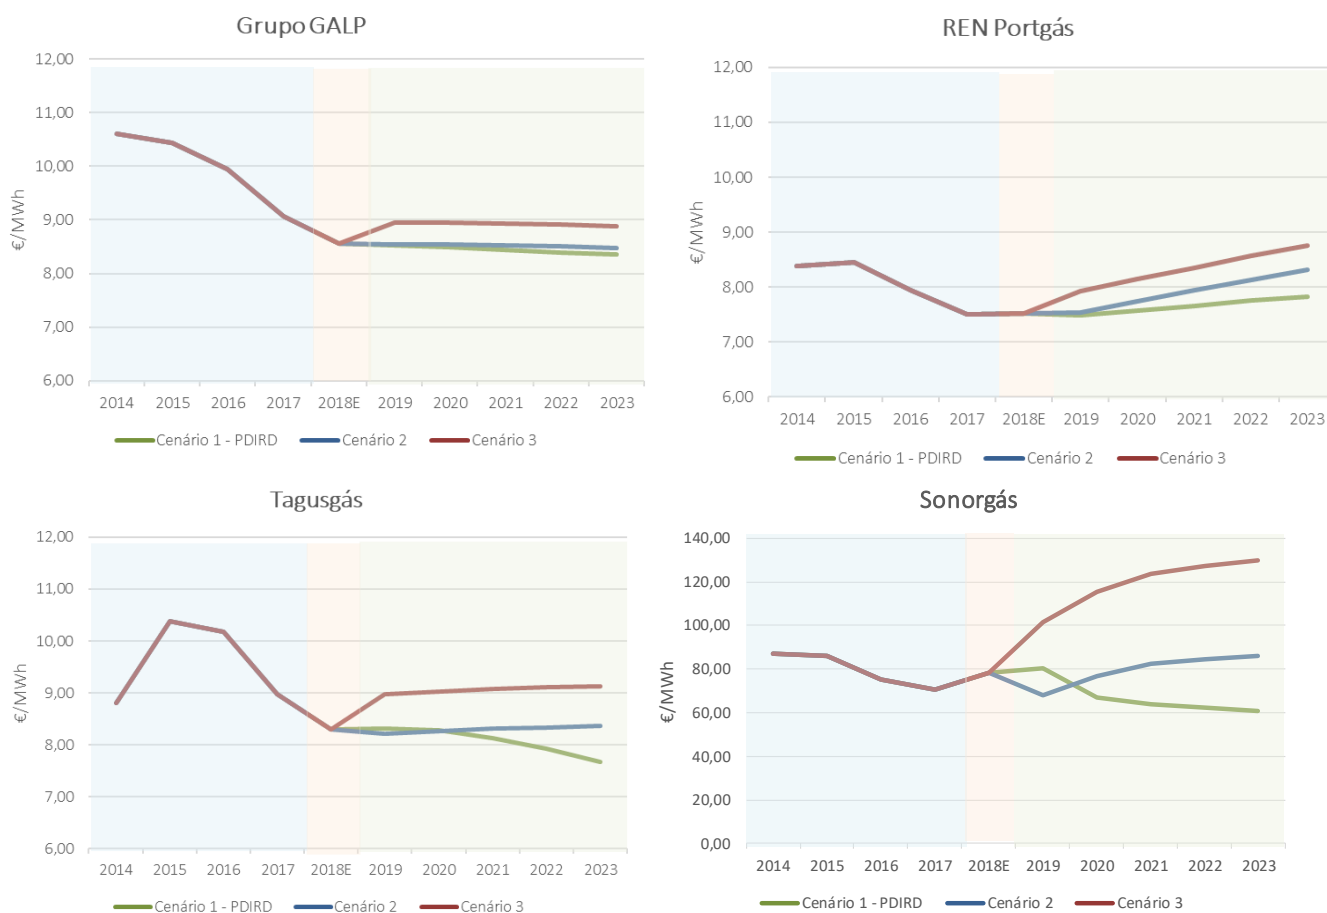 Grupo GALP
€/MWh
12,00
11,00
10,00
9,00
8,00
7,00
6,00
2014 2015 2016 2017 2018E 2019 2020 2021 2022 2023
Cenário 1 - PDIRD Cenário 2 Cenário 3
REN Portgás
€/MWh
12,00
11,00
10,00
9,00
8,00
7,00
6,00
2014 2015 2016 2017 2018E 2019 2020 2021 2022 2023
Cenário 1 - PDIRD Cenário 2 Cenário 3
Tagusgás
€/MWh
12,00
11,00
10,00
9,00
8,00
7,00
6,00
2014 2015 2016 2017 2018E 2019 2020 2021 2022 2023
Cenário 1 - PDIRD Cenário 2 Cenário 3
Sonorgás
€/MWh
140,00
120,00
100,00
80,00
60,00
40,00
20,00
0,00
2014 2015 2016 2017 2018E 2019 2020 2021 2022 2023
Cenário 1 - PDIRD Cenário 2 Cenário 3